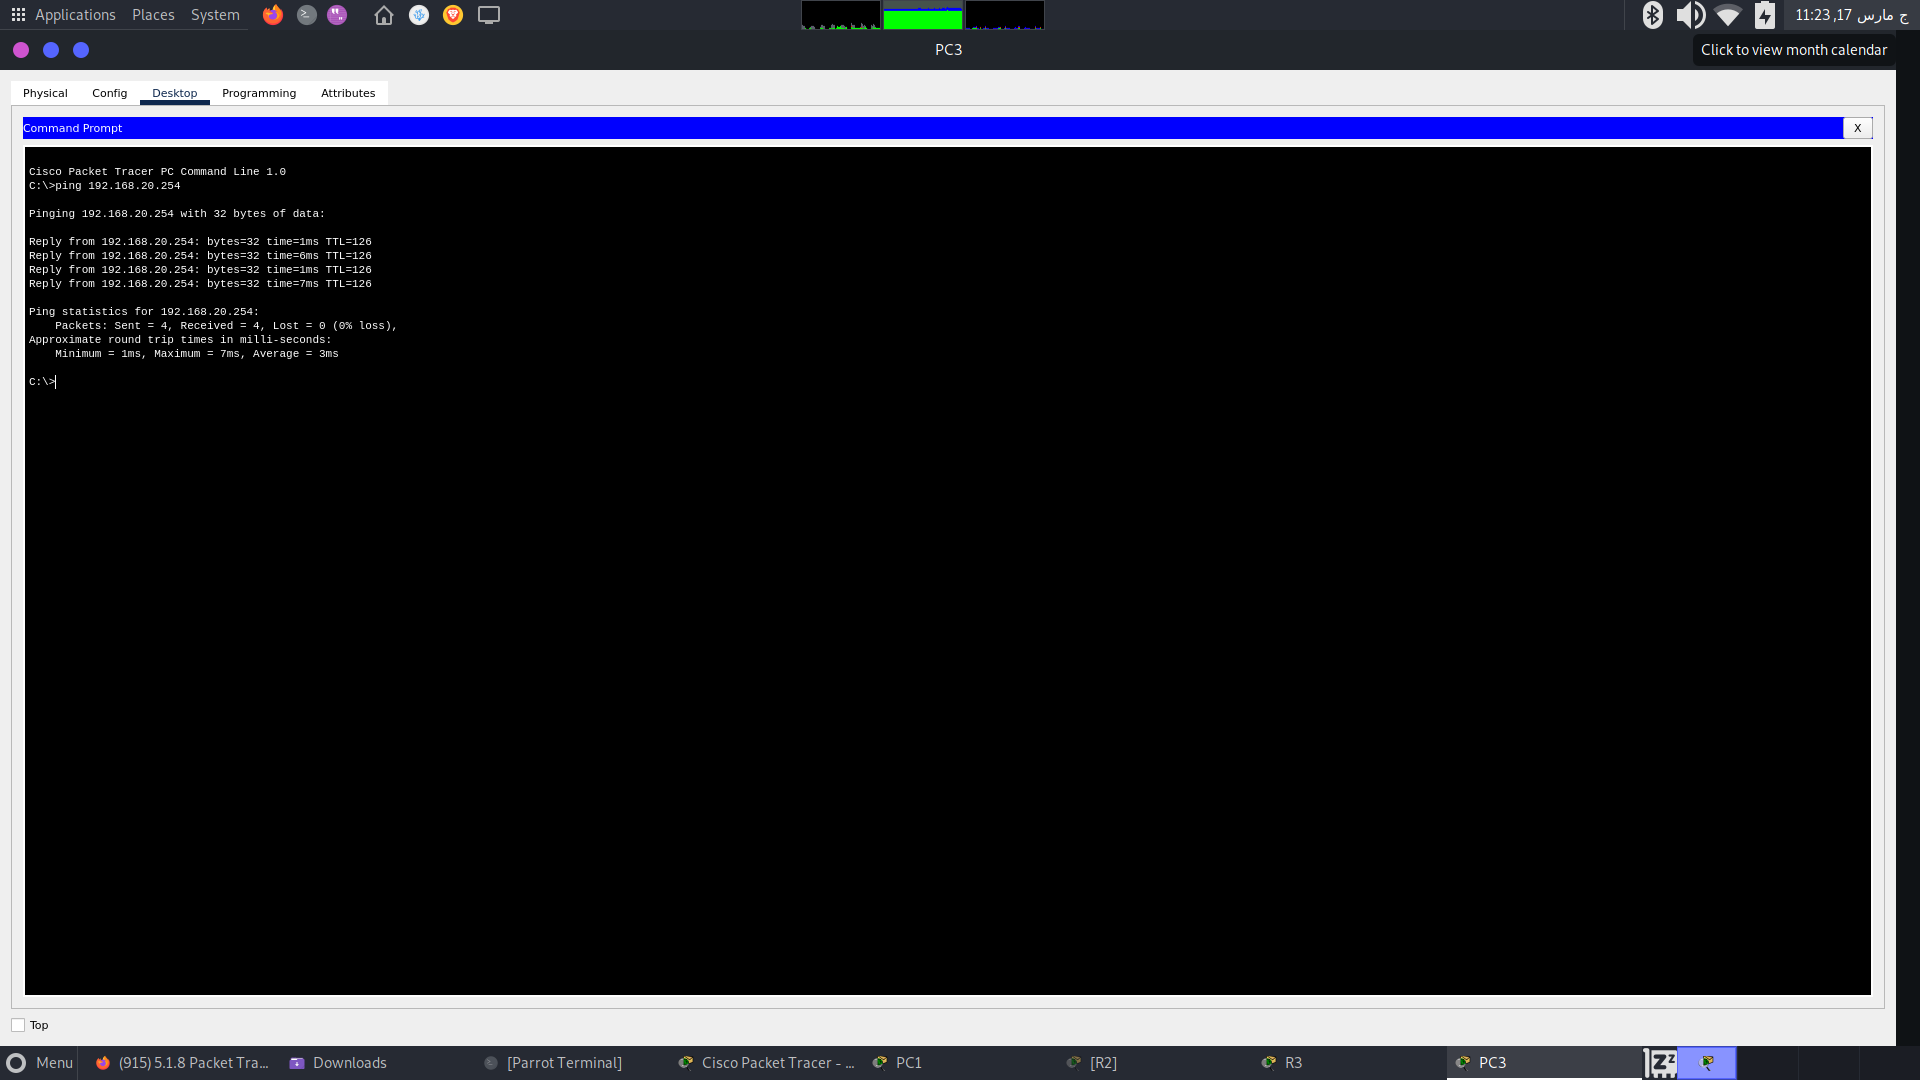 Applications Places System
11:23 ,17 مارس ج
PC3
Click to view month calendar
Physical Config Desktop Programming Attributes
Command Prompt
X
Cisco Packet Tracer PC Command Line 1.0
C:\>ping 192.168.20.254
Pinging 192.168.20.254 with 32 bytes of data:
Reply from 192.168.20.254: bytes=32 time=1ms TTL=126
Reply from 192.168.20.254: bytes=32 time=6ms TTL=126
Reply from 192.168.20.254: bytes=32 time=1ms TTL=126
Reply from 192.168.20.254: bytes=32 time=7ms TTL=126
Ping statistics for 192.168.20.254:
Packets: Sent = 4, Received = 4, Lost = 0 (0% loss),
Approximate round trip times in milli-seconds:
Minimum = 1ms, Maximum = 7ms, Average = 3ms
C:\>
Top
Menu (915) 5.1.8 Packet Tra... Downloads [Parrot Terminal] Cisco Packet Tracer - ... PC1 [R2] R3 PC3